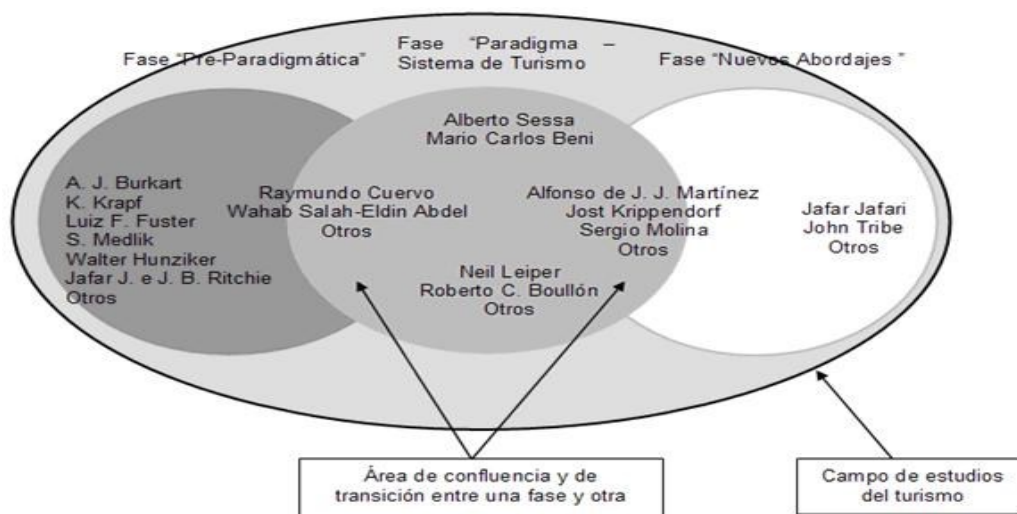 Fase "Pre-Paradigmática"
Fase "Paradigma –
Sistema de Turismo
Fase "Nuevos Abordajes "
A. J. Burkart
K. Krapf
Luiz F. Fuster
S. Medlik
Walter Hunziker
Jafar J. e J. B. Ritchie
Otros
Raymundo Cuervo
Wahab Salah-Eldin Abdel
Otros
Alberto Sessa
Mario Carlos Beni
Neil Leiper
Roberto C. Boullón
Otros
Alfonso de J. J. Martínez
Jost Krippendorf
Sergio Molina
Otros
Jafar Jafari
John Tribe
Otros
Área de confluencia y de
transición entre una fase y otra
Campo de estudios
del turismo